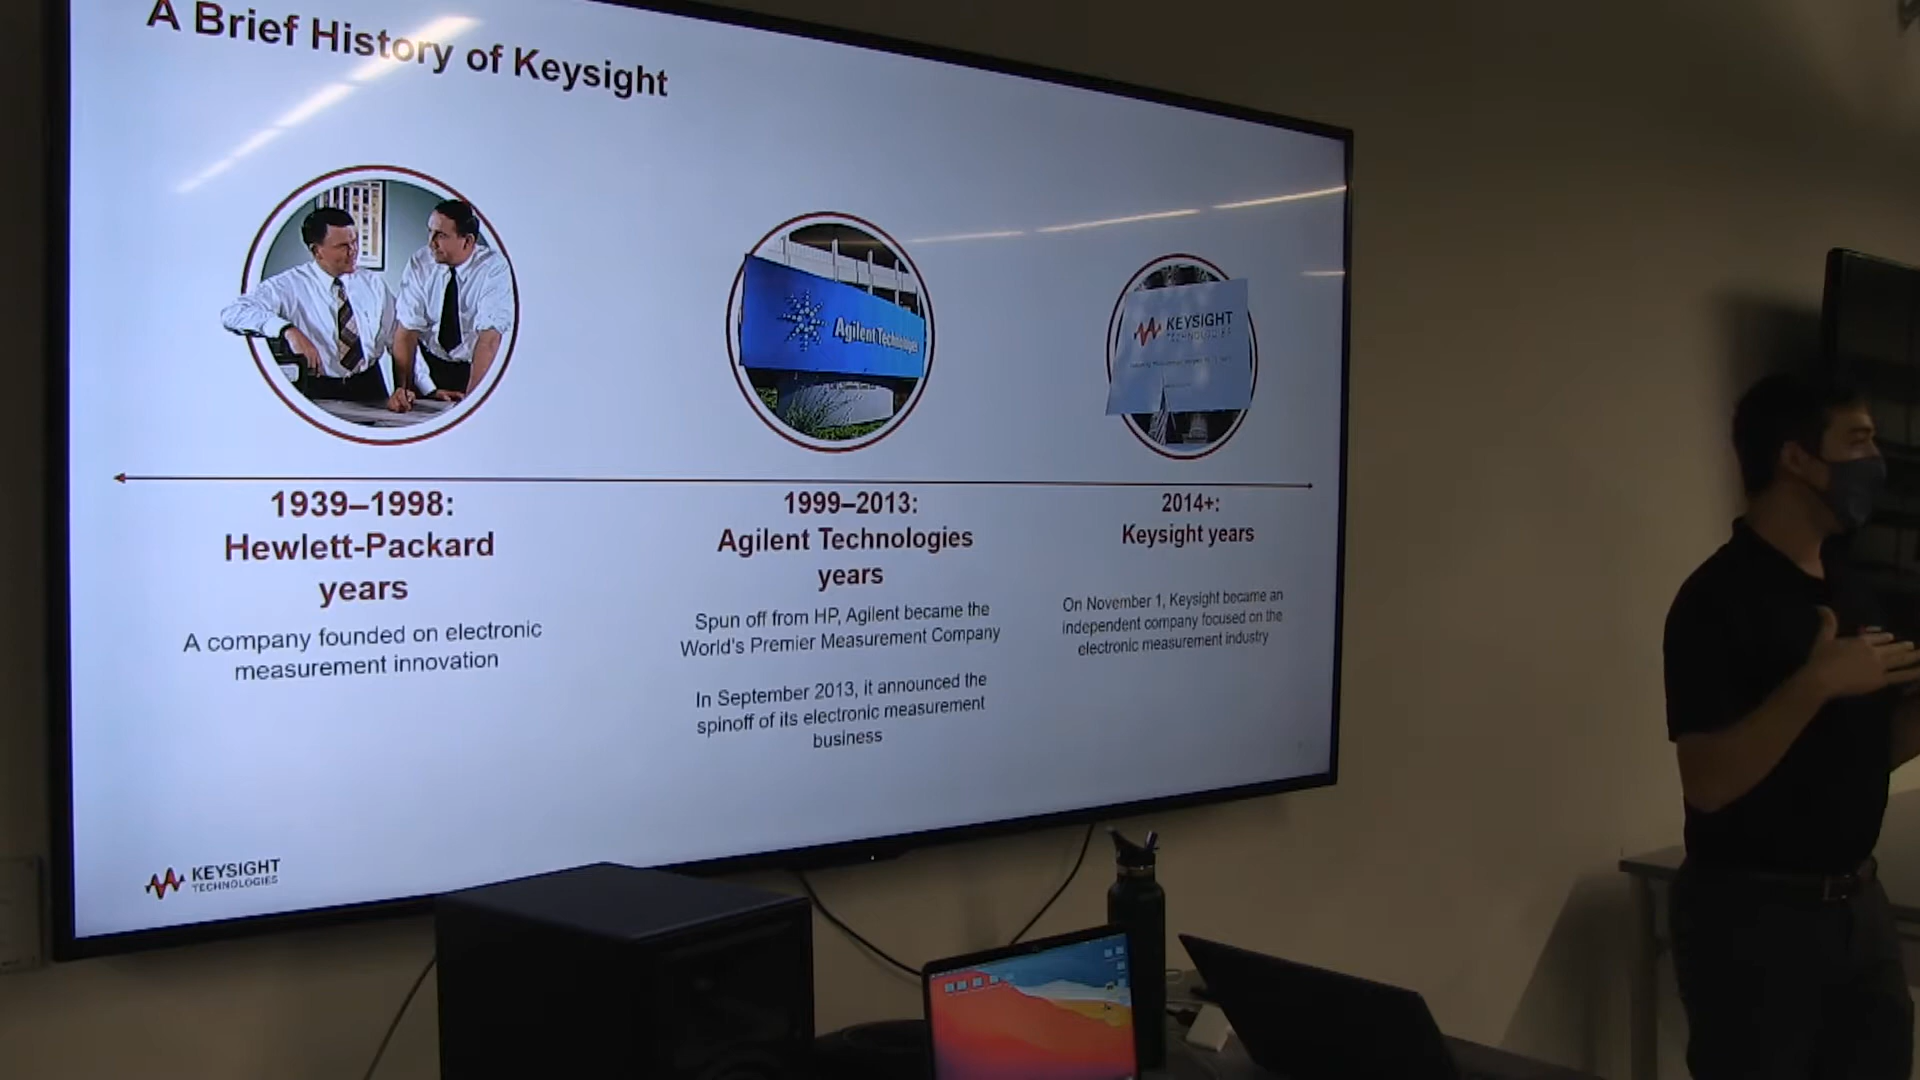 A Brief History of Keysight
Agilent Technologies
KEYSIGHT
TECHNOLOGIES
1939–1998:
Hewlett-Packard
years
A company founded on electronic
measurement innovation
1999–2013:
Agilent Technologies
years
Spun off from HP, Agilent became the
World's Premier Measurement Company
In September 2013, it announced the
spinoff of its electronic measurement
business
2014+:
Keysight years
On November 1, Keysight became an
independent company focused on the
electronic measurement industry
KEYSIGHT
TECHNOLOGIES